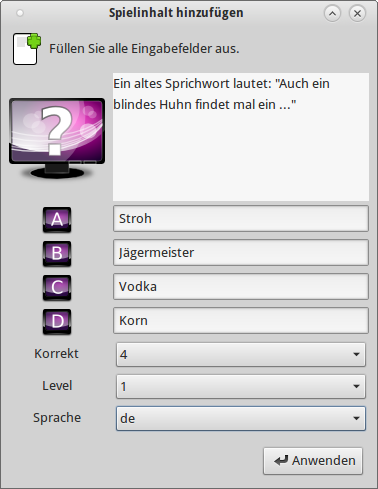 Spielinhalt hinzufügen
Füllen Sie alle Eingabefelder aus.
?
Ein altes Sprichwort lautet: "Auch ein
blindes Huhn findet mal ein ..."
A Stroh
B Jägermeister
C Vodka
D Korn
Korrekt 4
Level 1
Sprache de
Anwenden